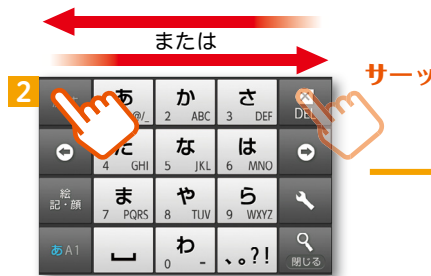 または
サーッ
2
あ @/_
か 2 ABC
さ 3 DEF
DEL
た 4 GHI
な 5 JKL
は 6 MNO
絵
記・顔
ま 7 PQRS
や 8 TUV
ら 9 WXYZ
あA1
わ 0 -
、。?!
閉じる